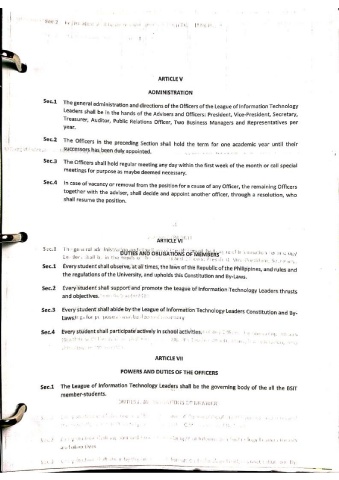 ARTICLE V
ADMINISTRATION
Sec.1 The general administration and directions of the Officers of the League of Information Technology
Leaders shall be in the hands of the Advisers and Officers: President, Vice-President, Secretary,
Treasurer, Auditor, Public Relations Officer, Two Business Managers and Representatives per
year.
Sec.2 The Officers in the preceding Section shall hold the term for one academic year until their
successors has been duly appointed.
Sec.3 The Officers shall hold regular meeting any day within the first week of the month or call special
meetings for purpose as maybe deemed necessary.
Sec.4 In case of vacancy or removal from the position for a cause of any Officer, the remaining Officers
together with the adviser, shall decide and appoint another officer, through a resolution, who
shall resume the position.
ARTICLE VI
DUTIES AND OBLIGATIONS OF MEMBERS
Sec.1 Every student shall observe, at all times, the laws of the Republic of the Philippines, and rules and
the regulations of the University, and upholds this Constitution and By-Laws.
Sec.2 Every student shall support and promote the League of Information Technology Leaders thrusts
and objectives.
Sec.3 Every student shall abide by the League of Information Technology Leaders Constitution and By-
laws
Sec.4 Every student shall participate actively in school activities.
ARTICLE VII
POWERS AND DUTIES OF THE OFFICERS
Sec.1 The League of Information Technology Leaders shall be the governing body of the all the BSIT
member-students.